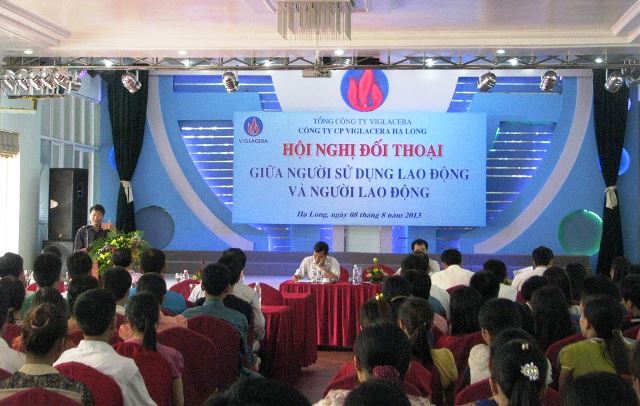 TỔNG CÔNG TY VIGLACERA
CÔNG TY CP VIGLACERA HẠ LONG
VIGLACERA
HỘI NGHỊ ĐỐI THOẠI
GIỮA NGƯỜI SỬ DỤNG LAO ĐỘNG
VÀ NGƯỜI LAO ĐỘNG
Hạ Long, ngày 08 tháng 8 năm 2013